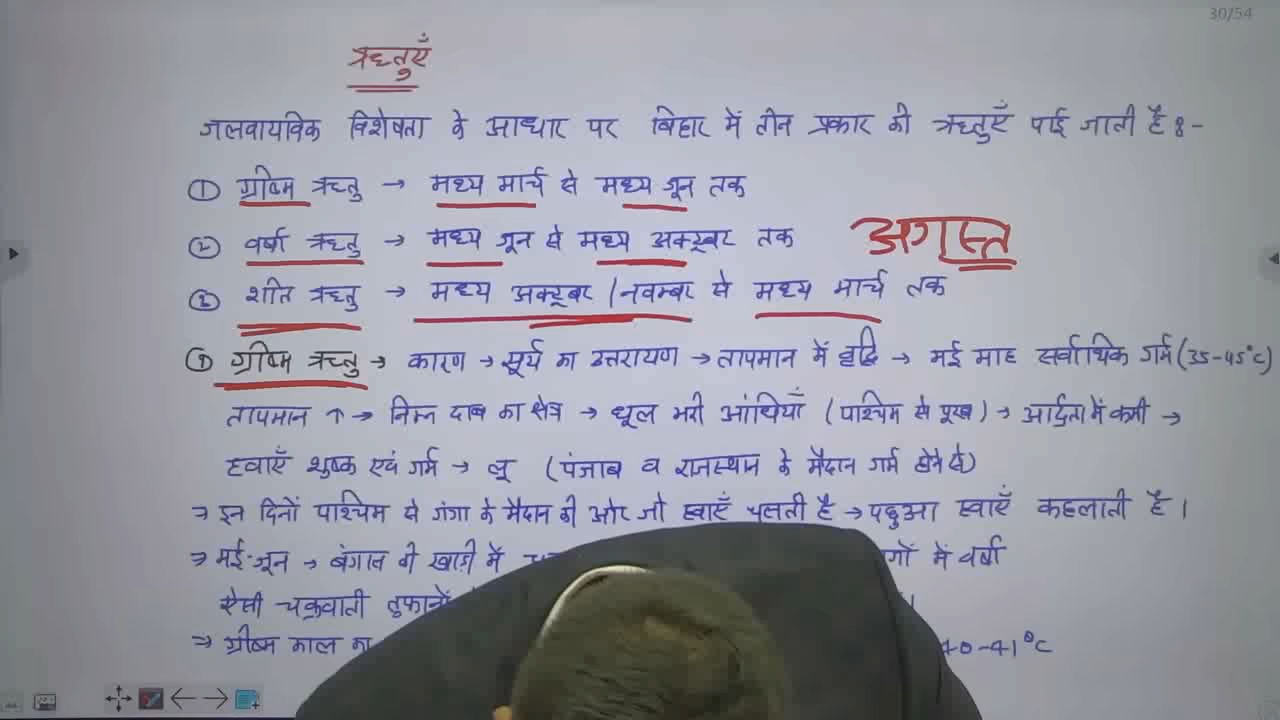 30/54
ऋतुएँ
जलवायविक विशेषता के आधार पर बिहार में तीन प्रकार की ऋतुएँ पाई जाती है :-
① ग्रीष्म ऋतु → मध्य मार्च से मध्य जून तक
② वर्षा ऋतु → मध्य जून से मध्य अक्टूबर तक अगस्त
③ शीत ऋतु → मध्य अक्टूबर/नवम्बर से मध्य मार्च तक
① ग्रीष्म ऋतु → कारण → सूर्य का उत्तरायण → तापमान में वृद्धि → मई माह सर्वाधिक गर्म (35-45°C)
तापमान ↑ → निम्न दाब का क्षेत्र → धूल भरी आंधियाँ (पश्चिम से पूरब) → आर्द्रता में कमी →
हवाएँ शुष्क एवं गर्म → लू (पंजाब व राजस्थान के मैदान गर्म होने से)
→ इन दिनों पश्चिम से गंगा के मैदान की ओर जो हवाएँ चलती है → पछुआ हवाएँ कहलाती है।
→ मई-जून → बंगाल की खाड़ी में में वर्षा
ऐसी चक्रवाती तुफानों
→ ग्रीष्म काल का 40-41°C